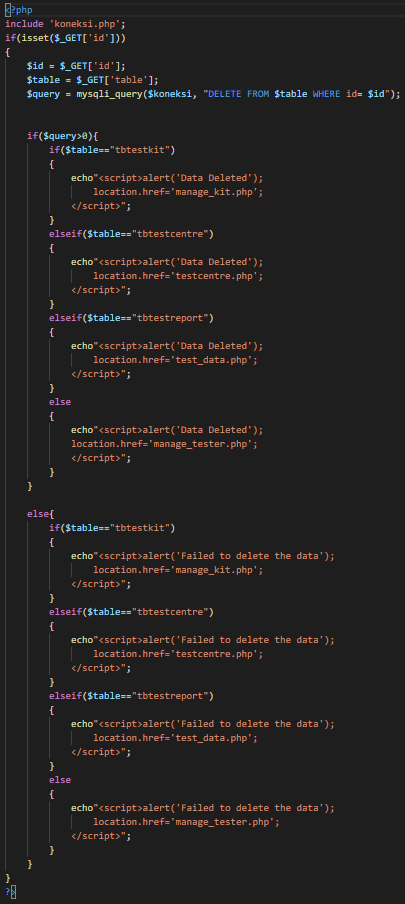 <?php
include 'koneksi.php';
if(isset($_GET['id']))
{
    $id = $_GET['id'];
    $table = $_GET['table'];
    $query = mysqli_query($koneksi, "DELETE FROM $table WHERE id= $id");
    if($query>0){
        if($table=="tbtestkit")
        {
            echo"<script>alert('Data Deleted');
                location.href='manage_kit.php';
            </script>";
        }
        elseif($table=="tbtestcentre")
        {
            echo"<script>alert('Data Deleted');
                location.href='testcentre.php';
            </script>";
        }
        elseif($table=="tbtestreport")
        {
            echo"<script>alert('Data Deleted');
                location.href='test_data.php';
            </script>";
        }
        else
        {
            echo"<script>alert('Data Deleted');
            location.href='manage_tester.php';
            </script>";
        }
    }
    else{
        if($table=="tbtestkit")
        {
            echo"<script>alert('Failed to delete the data');
                location.href='manage_kit.php';
            </script>";
        }
        elseif($table=="tbtestcentre")
        {
            echo"<script>alert('Failed to delete the data');
                location.href='testcentre.php';
            </script>";
        }
        elseif($table=="tbtestreport")
        {
            echo"<script>alert('Failed to delete the data');
                location.href='test_data.php';
            </script>";
        }
        else
        {
            echo"<script>alert('Failed to delete the data');
                location.href='manage_tester.php';
            </script>";
        }
    }
}
?>